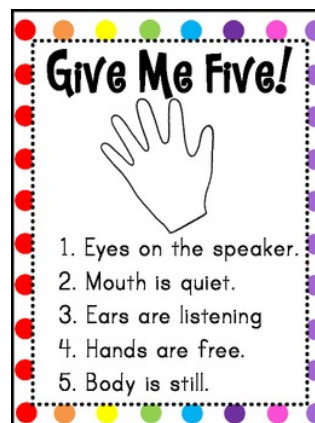 Give Me Five!
1. Eyes on the speaker.
2. Mouth is quiet.
3. Ears are listening
4. Hands are free.
5. Body is still.